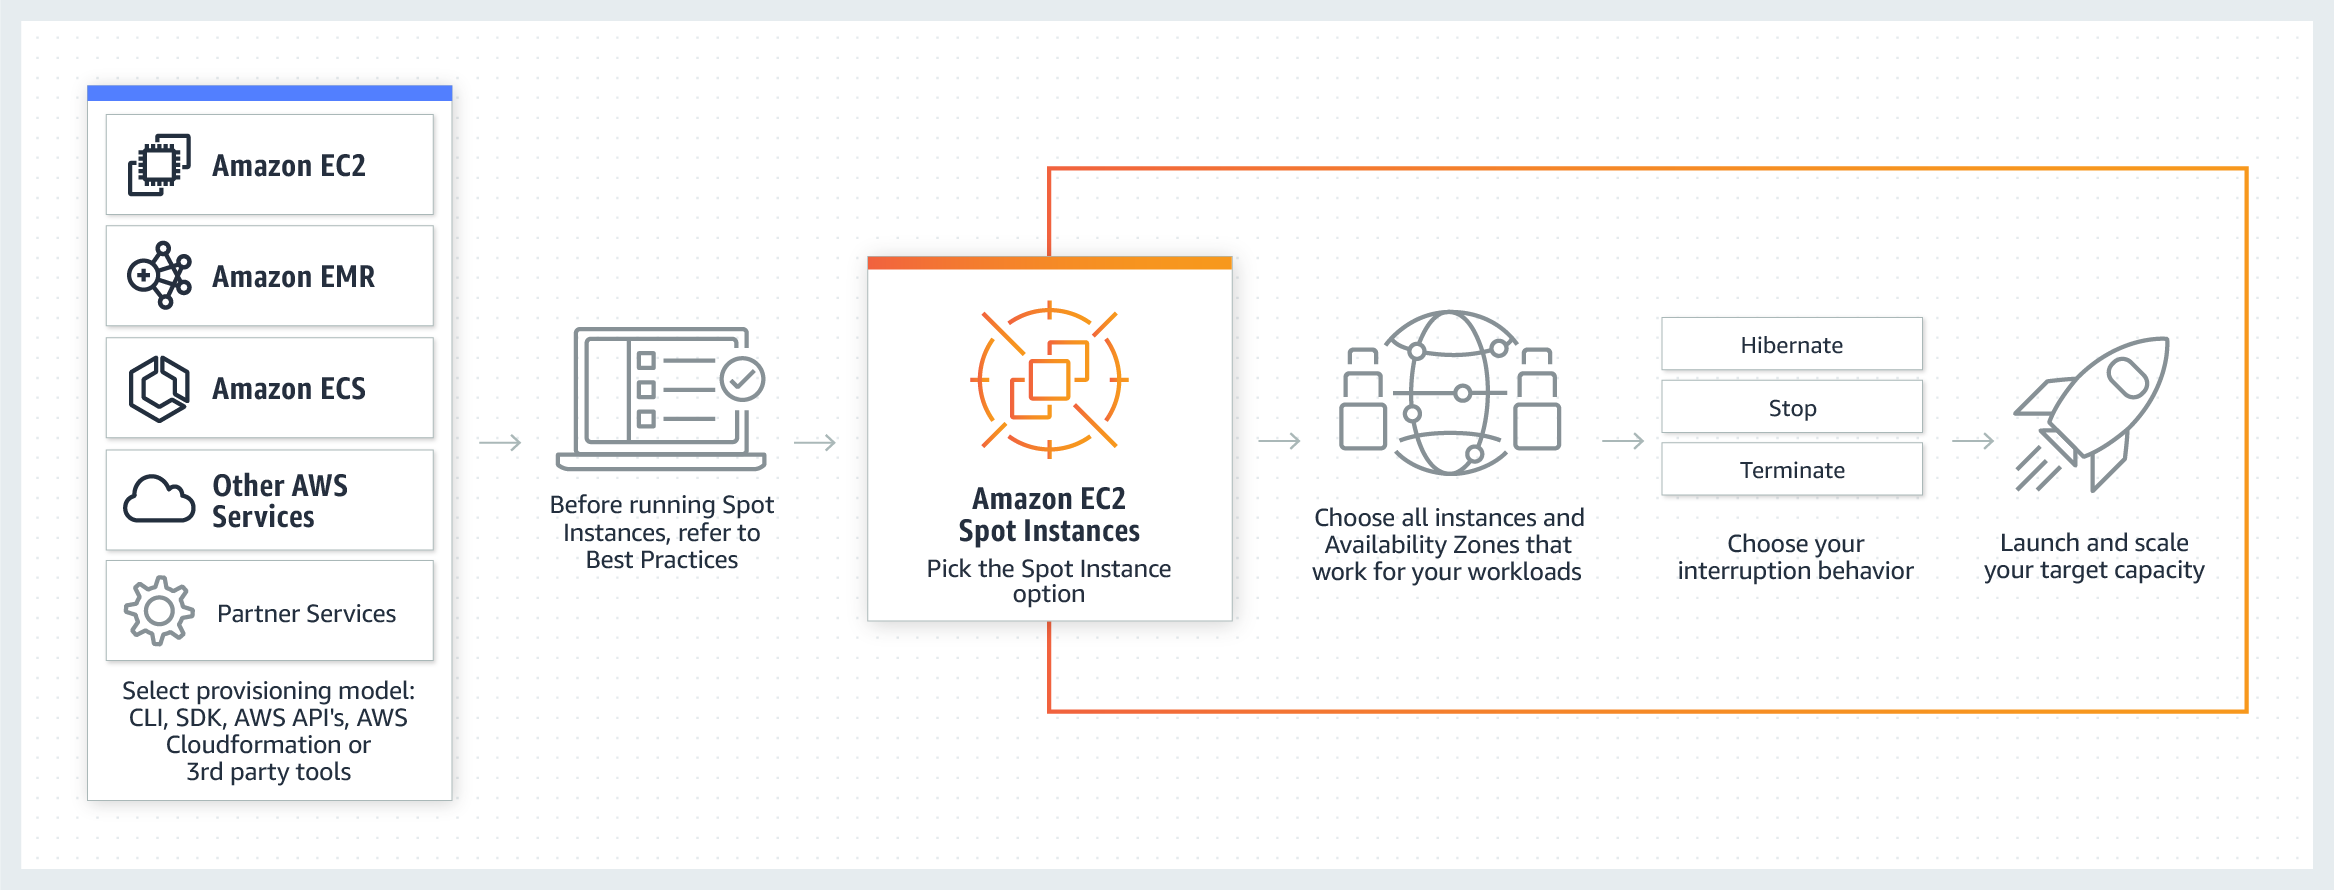 Amazon EC2
Amazon EMR
Amazon ECS
Other AWS
Services
Partner Services
Select provisioning model:
CLI, SDK, AWS API's, AWS
Cloudformation or
3rd party tools
Before running Spot
Instances, refer to
Best Practices
Amazon EC2
Spot Instances
Pick the Spot Instance
option
Choose all instances and
Availability Zones that
work for your workloads
Hibernate
Stop
Terminate
Choose your
interruption behavior
Launch and scale
your target capacity